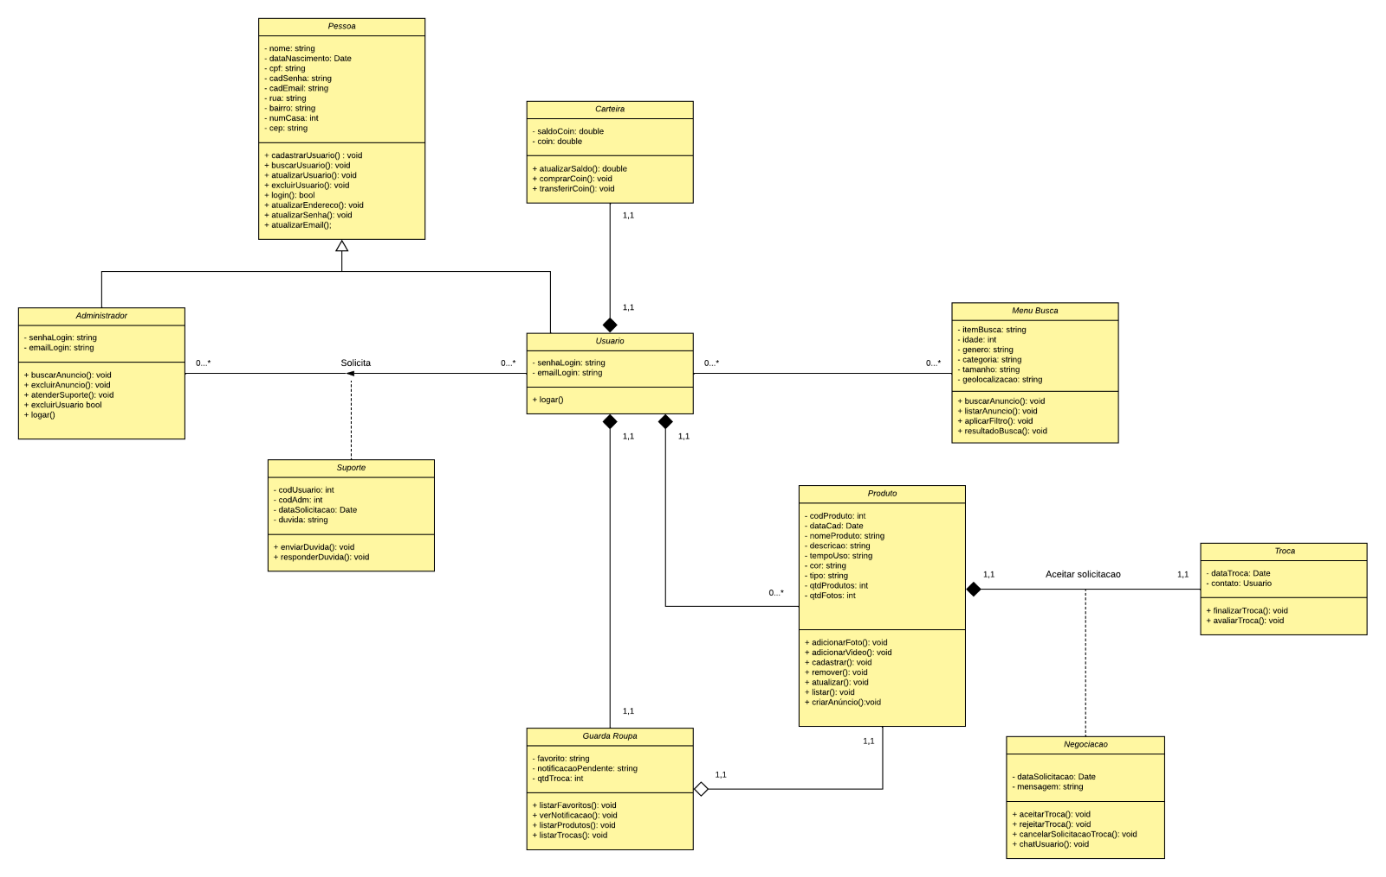 Pessoa
- nome: string
- dataNascimento: Date
- cpf: string
- cadSenha: string
- cadEmail: string
- rua: string
- bairro: string
- numCasa: int
- cep: string
+ cadastrarUsuario() : void
+ buscarUsuario(): void
+ atualizarUsuario(): void
+ excluirUsuario(): void
+ login(): bool
+ atualizarEndereco(): void
+ atualizarSenha(): void
+ atualizarEmail();
Carteira
- saldoCoin: double
- coin: double
+ atualizarSaldo(): double
+ comprarCoin(): void
+ transferirCoin(): void
1,1
1,1
Administrador
- senhaLogin: string
- emailLogin: string
+ buscarAnuncio(): void
+ excluirAnuncio(): void
+ atenderSuporte(): void
+ excluirUsuario bool
+ logar()
0...*
Solicita
0...*
Usuario
- senhaLogin: string
- emailLogin: string
+ logar()
0...*
0...*
Menu Busca
- itemBusca: string
- idade: int
- genero: string
- categoria: string
- tamanho: string
- geolocalizacao: string
+ buscarAnuncio(): void
+ listarAnuncio(): void
+ aplicarFiltro(): void
+ resultadoBusca(): void
1,1
1,1
Suporte
- codUsuario: int
- codAdm: int
- dataSolicitacao: Date
- duvida: string
+ enviarDuvida(): void
+ responderDuvida(): void
Produto
- codProduto: int
- dataCad: Date
- nomeProduto: string
- descricao: string
- tempoUso: string
- cor: string
- tipo: string
- qtdProdutos: int
- qtdFotos: int
+ adicionarFoto(): void
+ adicionarVideo(): void
+ cadastrar(): void
+ remover(): void
+ atualizar(): void
+ listar(): void
+ criarAnúncio():void
0...*
1,1
Aceitar solicitacao
1,1
Troca
- dataTroca: Date
- contato: Usuario
+ finalizarTroca(): void
+ avaliarTroca(): void
1,1
Guarda Roupa
- favorito: string
- notificacaoPendente: string
- qtdTroca: int
+ listarFavoritos(): void
+ verNotificacao(): void
+ listarProdutos(): void
+ listarTrocas(): void
1,1
1,1
Negociacao
- dataSolicitacao: Date
- mensagem: string
+ aceitarTroca(): void
+ rejeitarTroca(): void
+ cancelarSolicitacaoTroca(): void
+ chatUsuario(): void